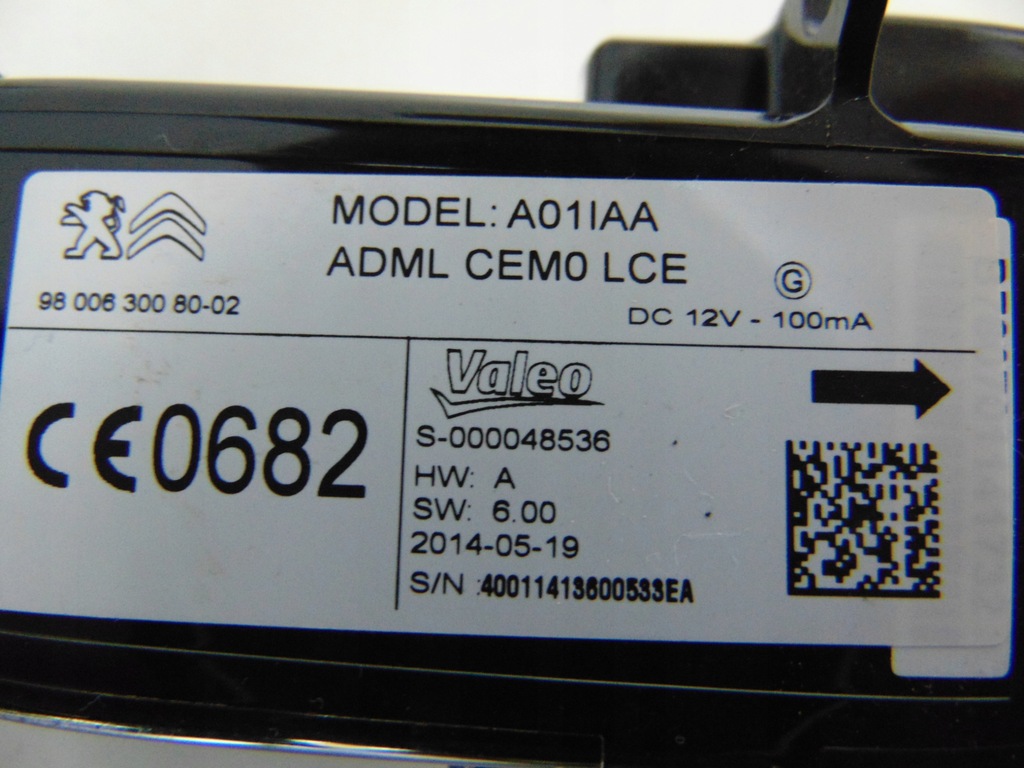 MODEL: A01IAA
ADML CEM0 LCE
G
98 006 300 80-02
DC 12V - 100mA
CE0682
Valeo
S-000048536
HW: A
SW: 6.00
2014-05-19
S/N :40011413600533EA